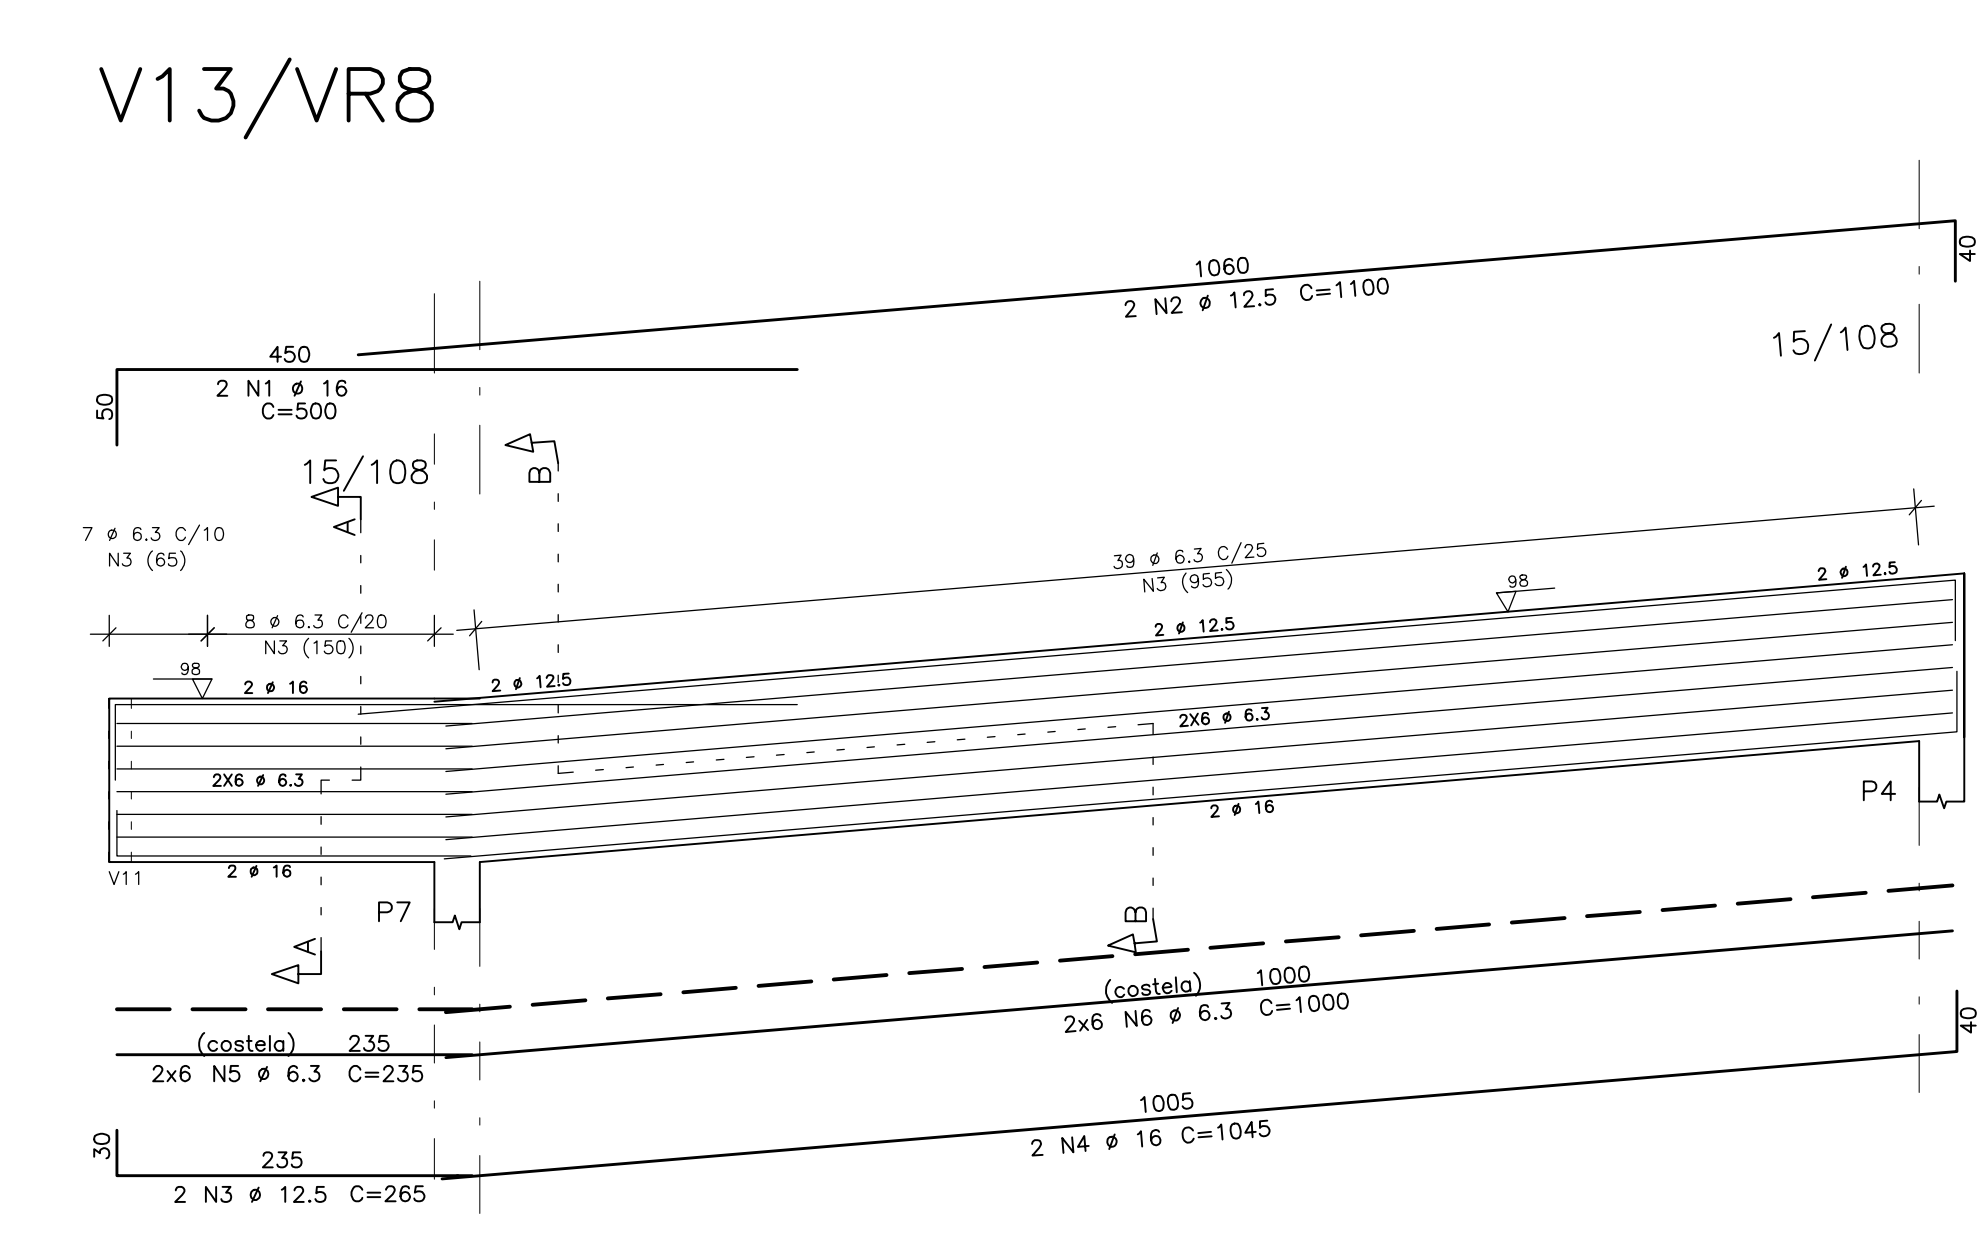 V13/VR8
40
1060
2 N2 ø 12.5 C=1100
15/108
450
2 N1 ø 16
C=500
50
15/108
B
A
7 ø 6.3 C/10
N3 (65)
39 ø 6.3 C/25
N3 (955)
98
2 ø 12.5
8 ø 6.3 C/20
N3 (150)
2 ø 12.5
98
2 ø 16
2 ø 12.5
2X6 ø 6.3
2X6 ø 6.3
P4
2 ø 16
2 ø 16
V11
P7
B
A
(costela) 1000
2x6 N6 ø 6.3 C=1000
40
(costela) 235
2x6 N5 ø 6.3 C=235
1005
2 N4 ø 16 C=1045
30
235
2 N3 ø 12.5 C=265